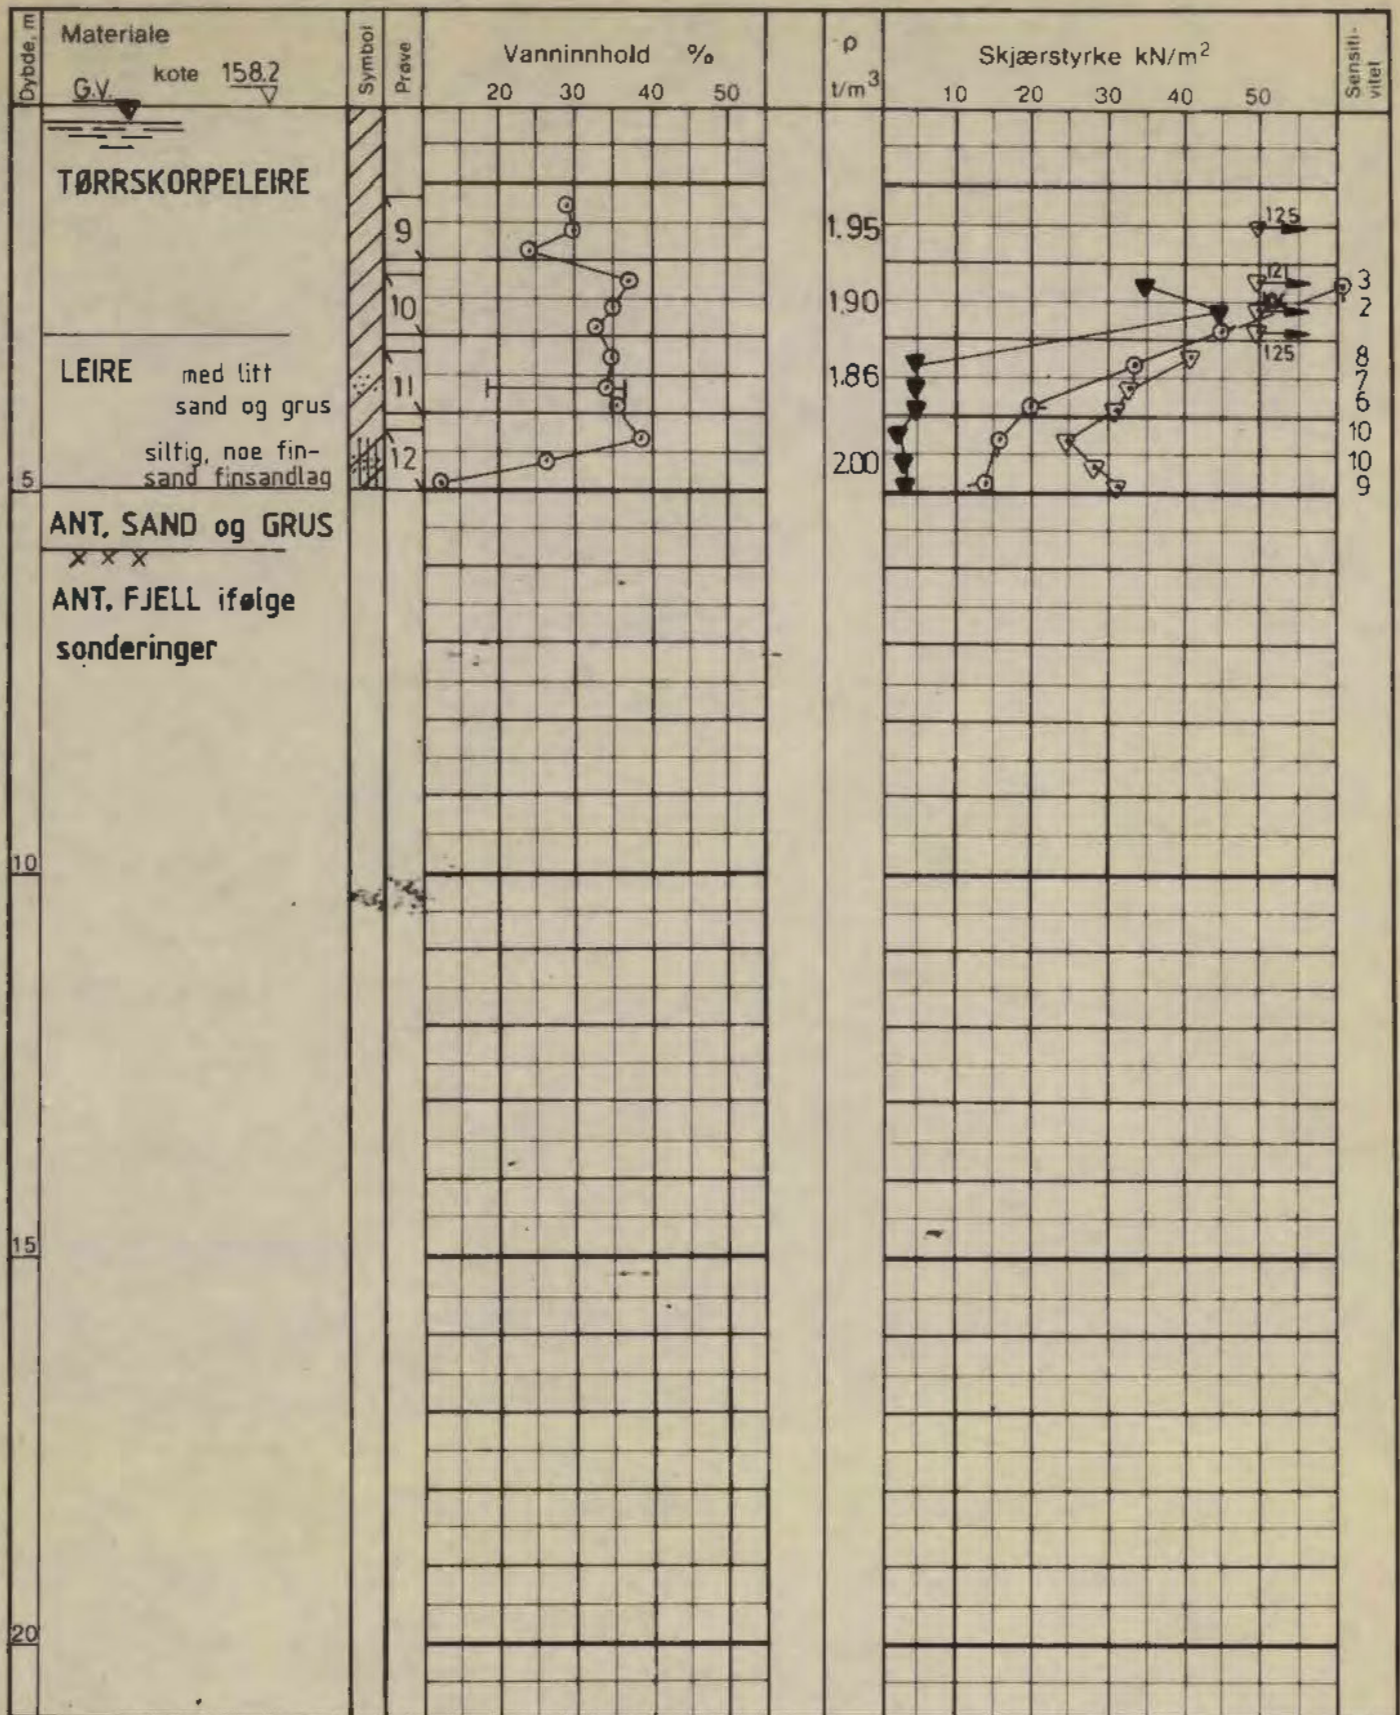 Dybde, m
Materiale
kote 158.2
G.V.
Symbol
Prøve
Vanninnhold %
20 30 40 50
ρ
t/m³
Skjærstyrke kN/m²
10 20 30 40 50
Sensiti-
vitet
TØRRSKORPELEIRE
9
1.95
125
10
1.90
121
3
2
125
LEIRE med litt
sand og grus
11
1.86
8
7
6
siltig, noe fin-
sand finsandlag
12
2.00
10
10
9
5
ANT. SAND og GRUS
x x x
ANT. FJELL ifølge
sonderinger
10
15
20